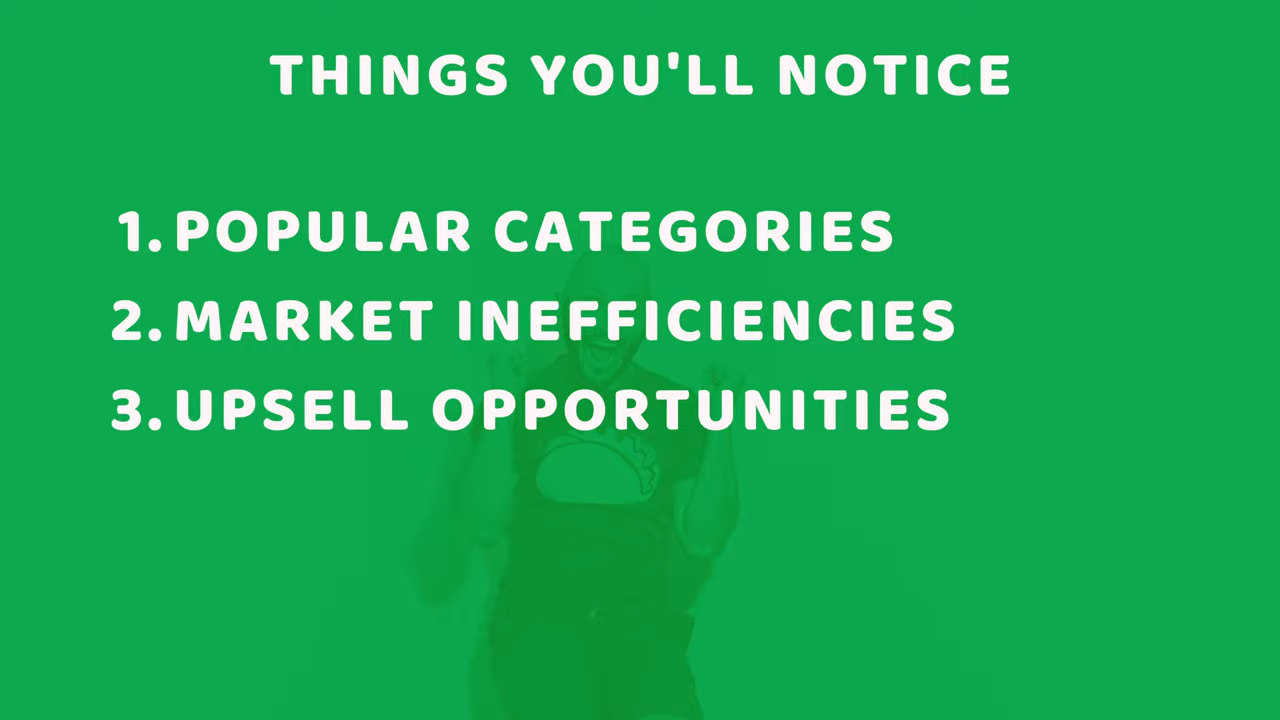 THINGS YOU'LL NOTICE
1. POPULAR CATEGORIES
2. MARKET INEFFICIENCIES
3. UPSELL OPPORTUNITIES